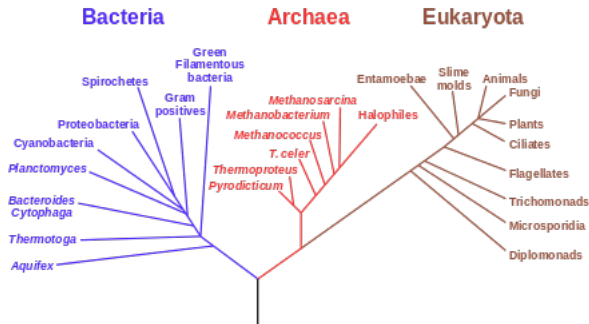 Bacteria
Archaea
Eukaryota
Green
Filamentous
bacteria
Spirochetes
Gram
positives
Proteobacteria
Cyanobacteria
Planctomyces
Bacteroides
Cytophaga
Thermotoga
Aquifex
Methanosarcina
Methanobacterium
Halophiles
Methanococcus
T. celer
Thermoproteus
Pyrodicticum
Entamoebae
Slime
molds
Animals
Fungi
Plants
Ciliates
Flagellates
Trichomonads
Microsporidia
Diplomonads